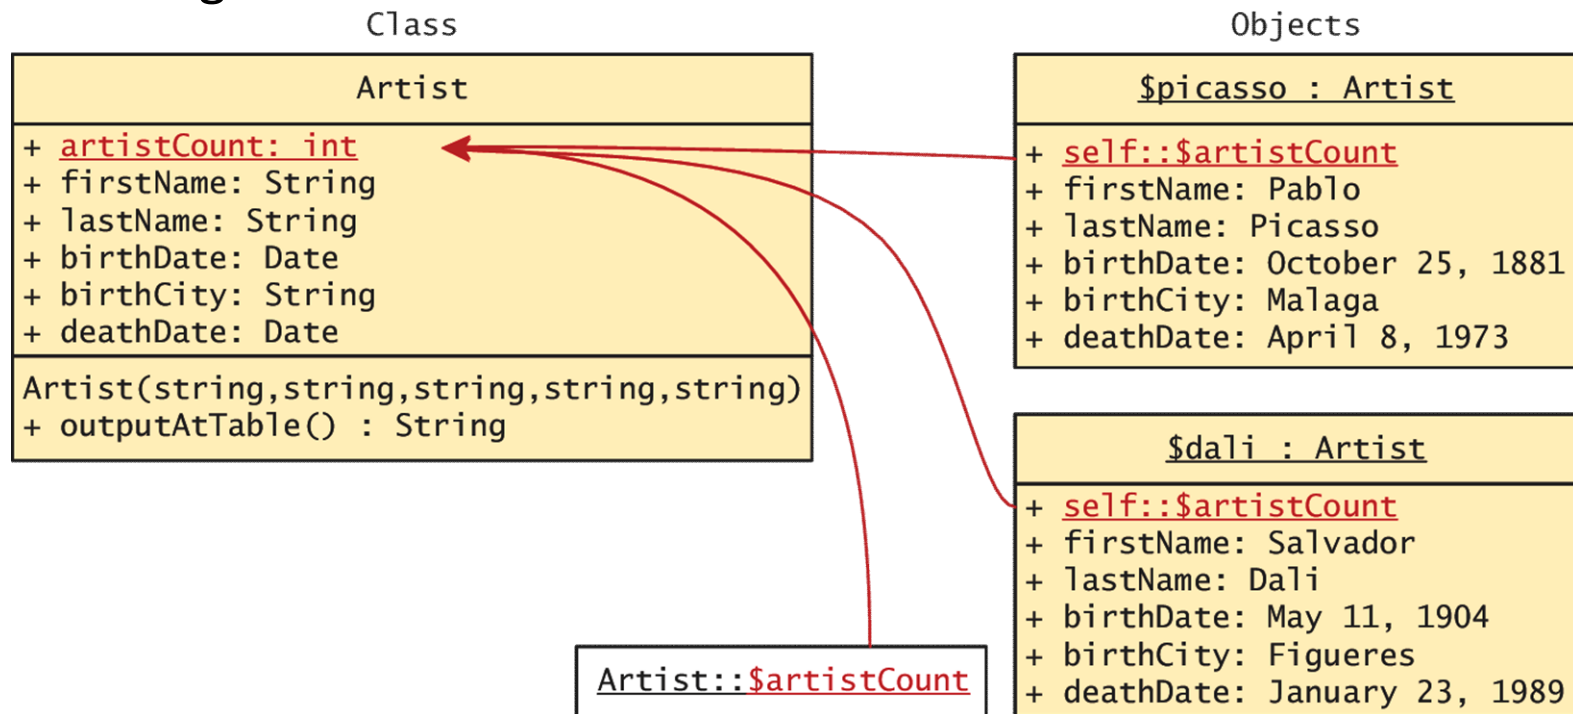 Class
Artist
+ artistCount: int
+ firstName: String
+ lastName: String
+ birthDate: Date
+ birthCity: String
+ deathDate: Date
Artist(string,string,string,string,string)
+ outputAtTable() : String
Artist::$artistCount
Objects
$picasso : Artist
+ self::$artistCount
+ firstName: Pablo
+ lastName: Picasso
+ birthDate: October 25, 1881
+ birthCity: Malaga
+ deathDate: April 8, 1973
$dali : Artist
+ self::$artistCount
+ firstName: Salvador
+ lastName: Dali
+ birthDate: May 11, 1904
+ birthCity: Figueres
+ deathDate: January 23, 1989